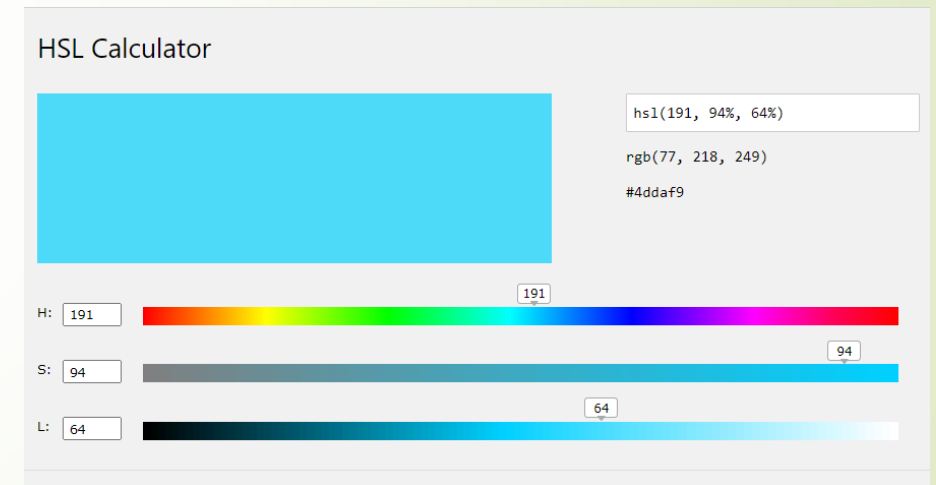 HSL Calculator
hsl(191, 94%, 64%)
rgb(77, 218, 249)
#4ddaf9
191
H: 191
94
S: 94
64
L: 64